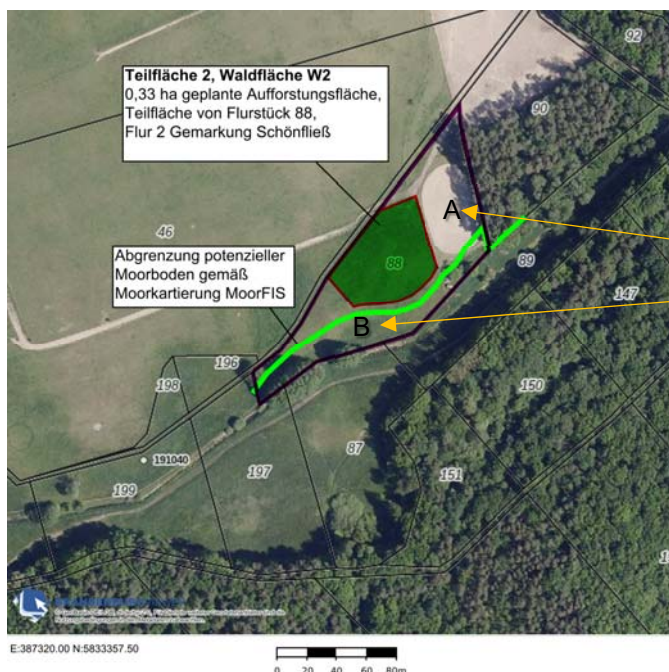 Teilfläche 2, Waldfläche W2
0,33 ha geplante Aufforstungsfläche,
Teilfläche von Flurstück 88,
Flur 2 Gemarkung Schönfließ
92
90
A
46
88
Abgrenzung potenzieller
Moorboden gemäß
Moorkartierung MoorFIS
89
147
B
196
198
150
87
191040
197
151
199
E:387320.00 N:5833357.50
0 20 40 60 80m